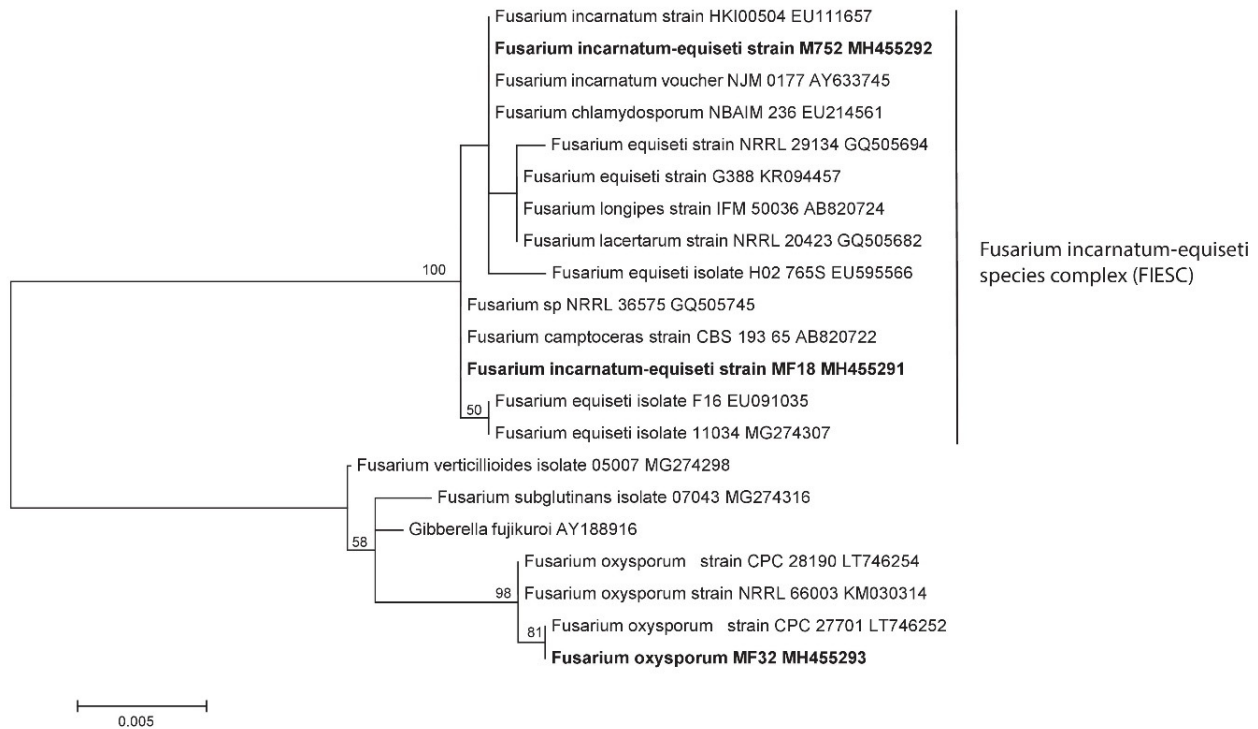 Fusarium incarnatum strain HKI00504 EU111657
Fusarium incarnatum-equiseti strain M752 MH455292
Fusarium incarnatum voucher NJM 0177 AY633745
Fusarium chlamydosporum NBAIM 236 EU214561
Fusarium equiseti strain NRRL 29134 GQ505694
Fusarium equiseti strain G388 KR094457
Fusarium longipes strain IFM 50036 AB820724
Fusarium lacertarum strain NRRL 20423 GQ505682
Fusarium equiseti isolate H02 765S EU595566
Fusarium incarnatum-equiseti
species complex (FIESC)
100
Fusarium sp NRRL 36575 GQ505745
Fusarium camptoceras strain CBS 193 65 AB820722
Fusarium incarnatum-equiseti strain MF18 MH455291
Fusarium equiseti isolate F16 EU091035
50
Fusarium equiseti isolate 11034 MG274307
Fusarium verticillioides isolate 05007 MG274298
Fusarium subglutinans isolate 07043 MG274316
Gibberella fujikuroi AY188916
58
Fusarium oxysporum strain CPC 28190 LT746254
98
Fusarium oxysporum strain NRRL 66003 KM030314
Fusarium oxysporum strain CPC 27701 LT746252
81
Fusarium oxysporum MF32 MH455293
0.005